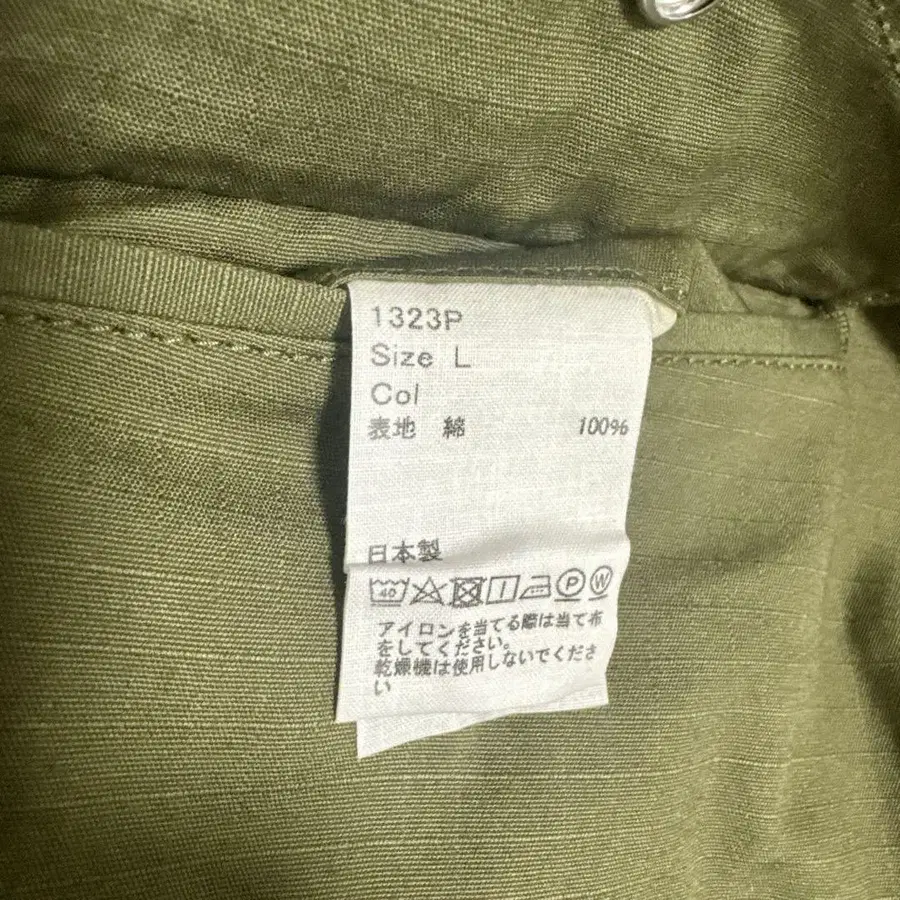 1323P
Size L
Col
表地 綿 100%
日本製
40 P W
アイロンを当てる際は当て布
をしてください。
乾燥機は使用しないでくださ
い